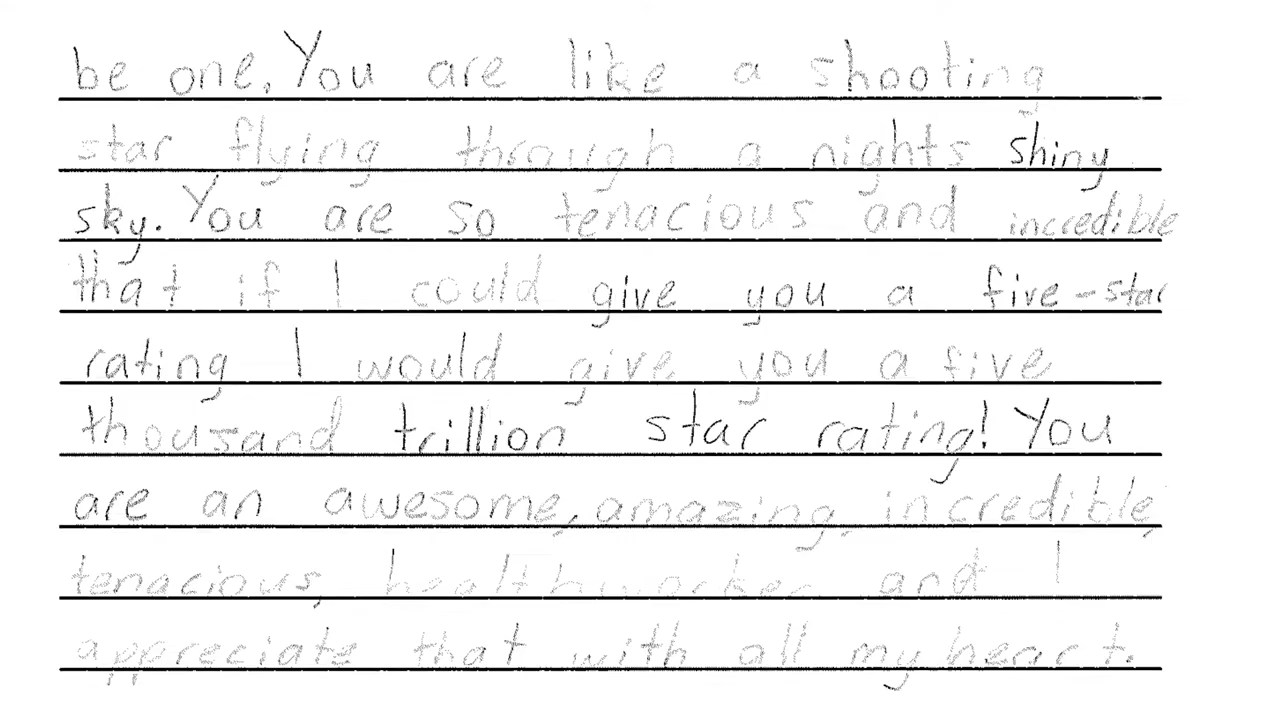 be one. You are like a shooting
star flying through a nights shiny
sky. You are so tenacious and incredible
that if I could give you a five-star
rating I would give you a five
thousand trillion star rating! You
are an awesome, amazing, incredible,
tenacious, healthworker and I
appreciate that with all my heart.